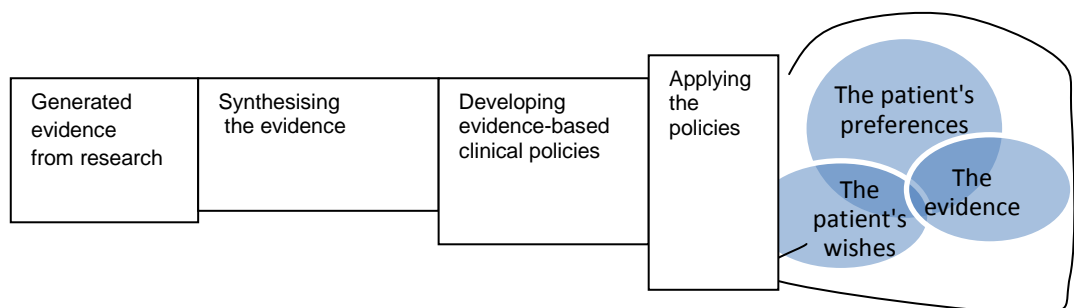 Generated
evidence
from research
Synthesising
the evidence
Developing
evidence-based
clinical policies
Applying
the
policies
The patient's
preferences
The
patient's
wishes
The
evidence